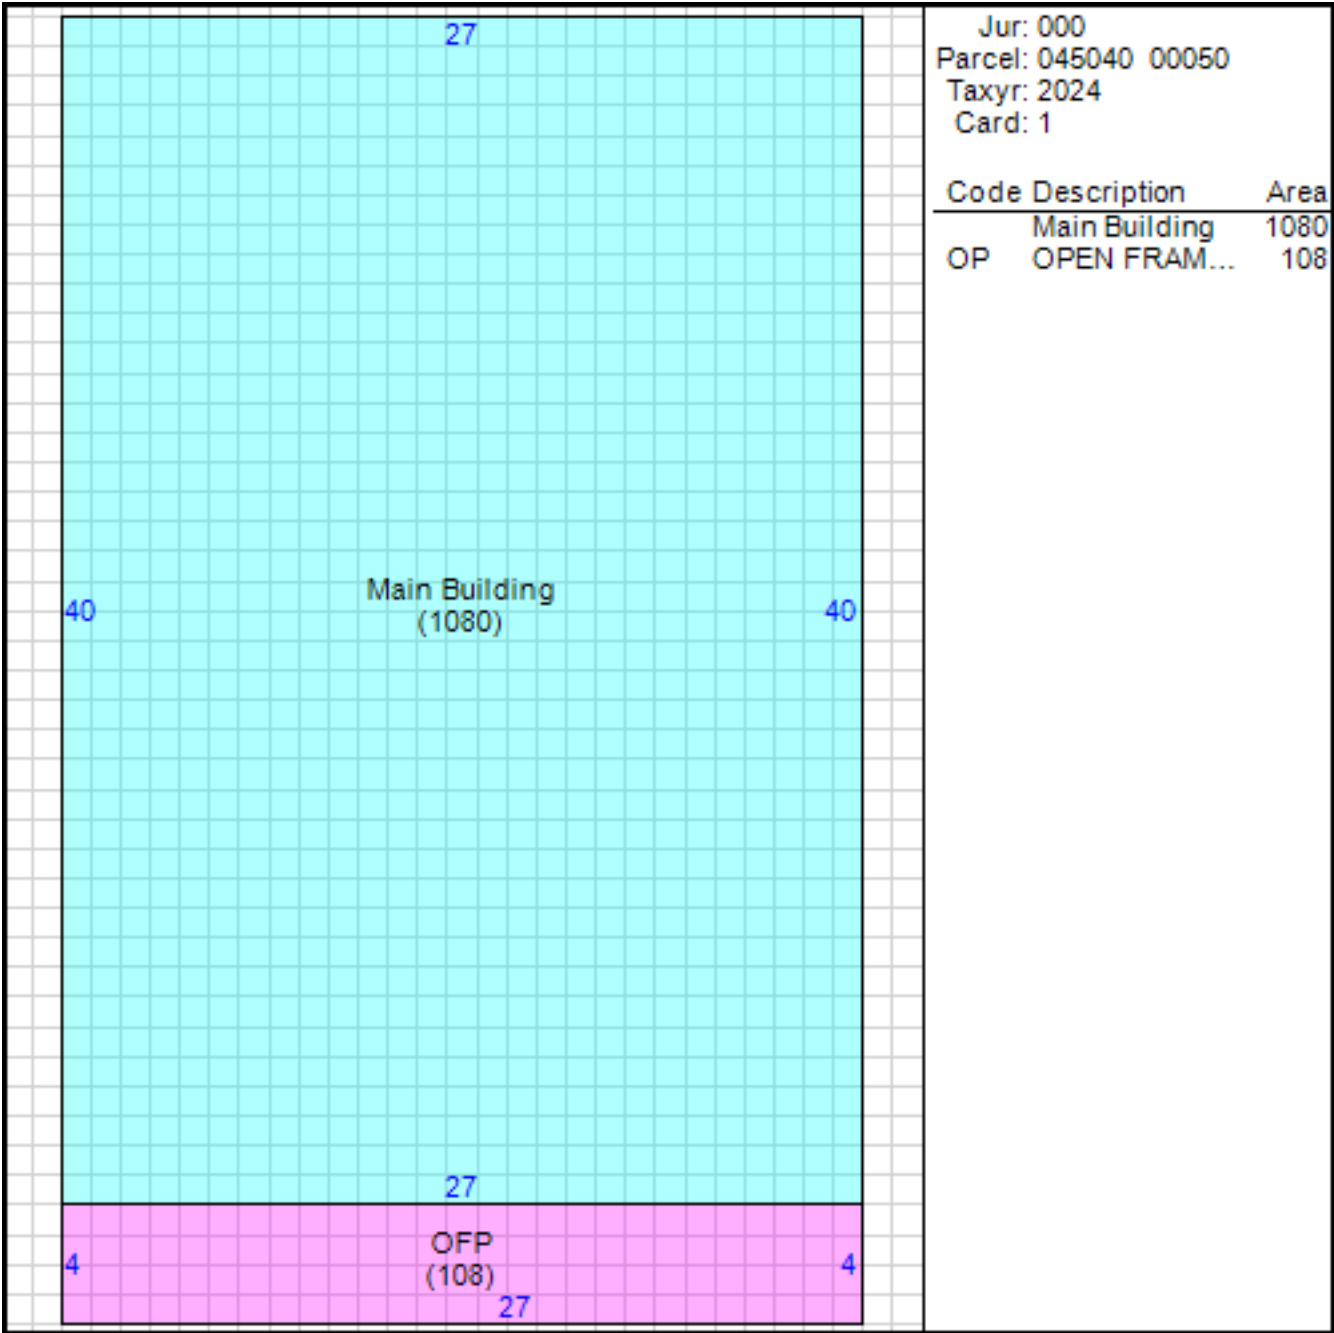 27
40
Main Building
(1080)
40
27
4
OFP
(108)
4
27
Jur: 000
Parcel: 045040 00050
Taxyr: 2024
Card: 1
Code Description Area
Main Building 1080
OP OPEN FRAM... 108